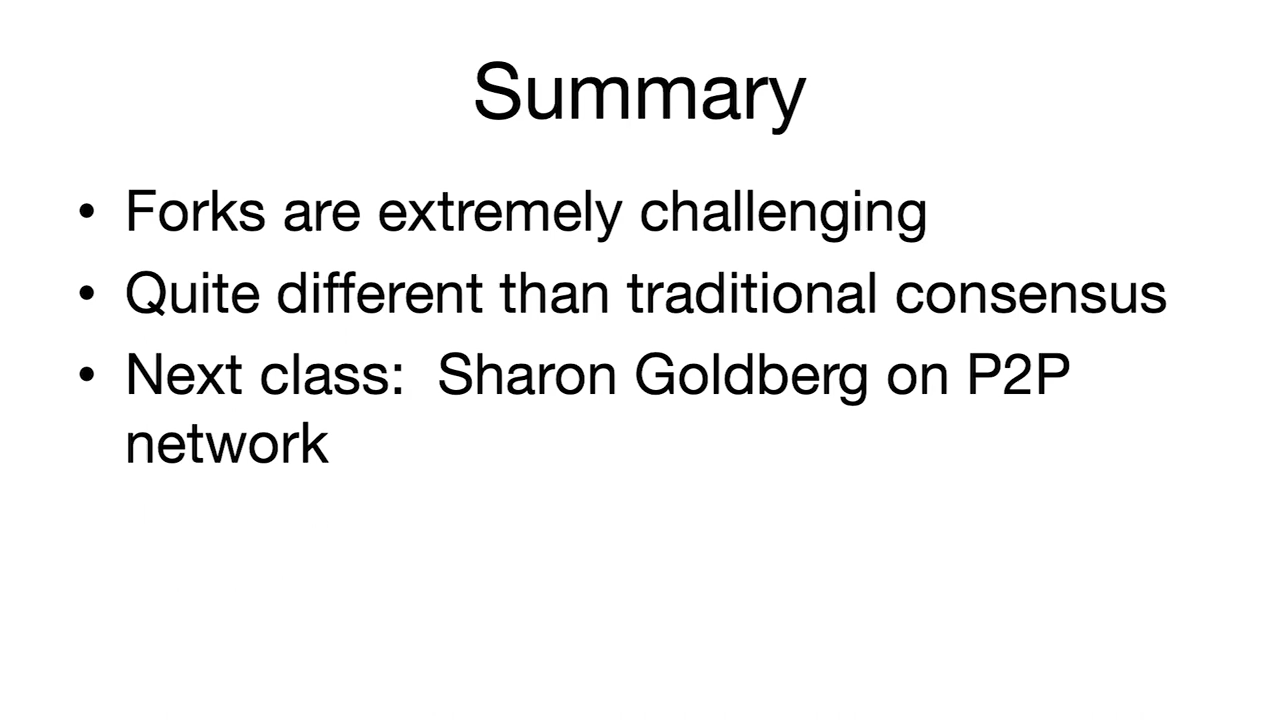 Summary
• Forks are extremely challenging
• Quite different than traditional consensus
• Next class:  Sharon Goldberg on P2P
network